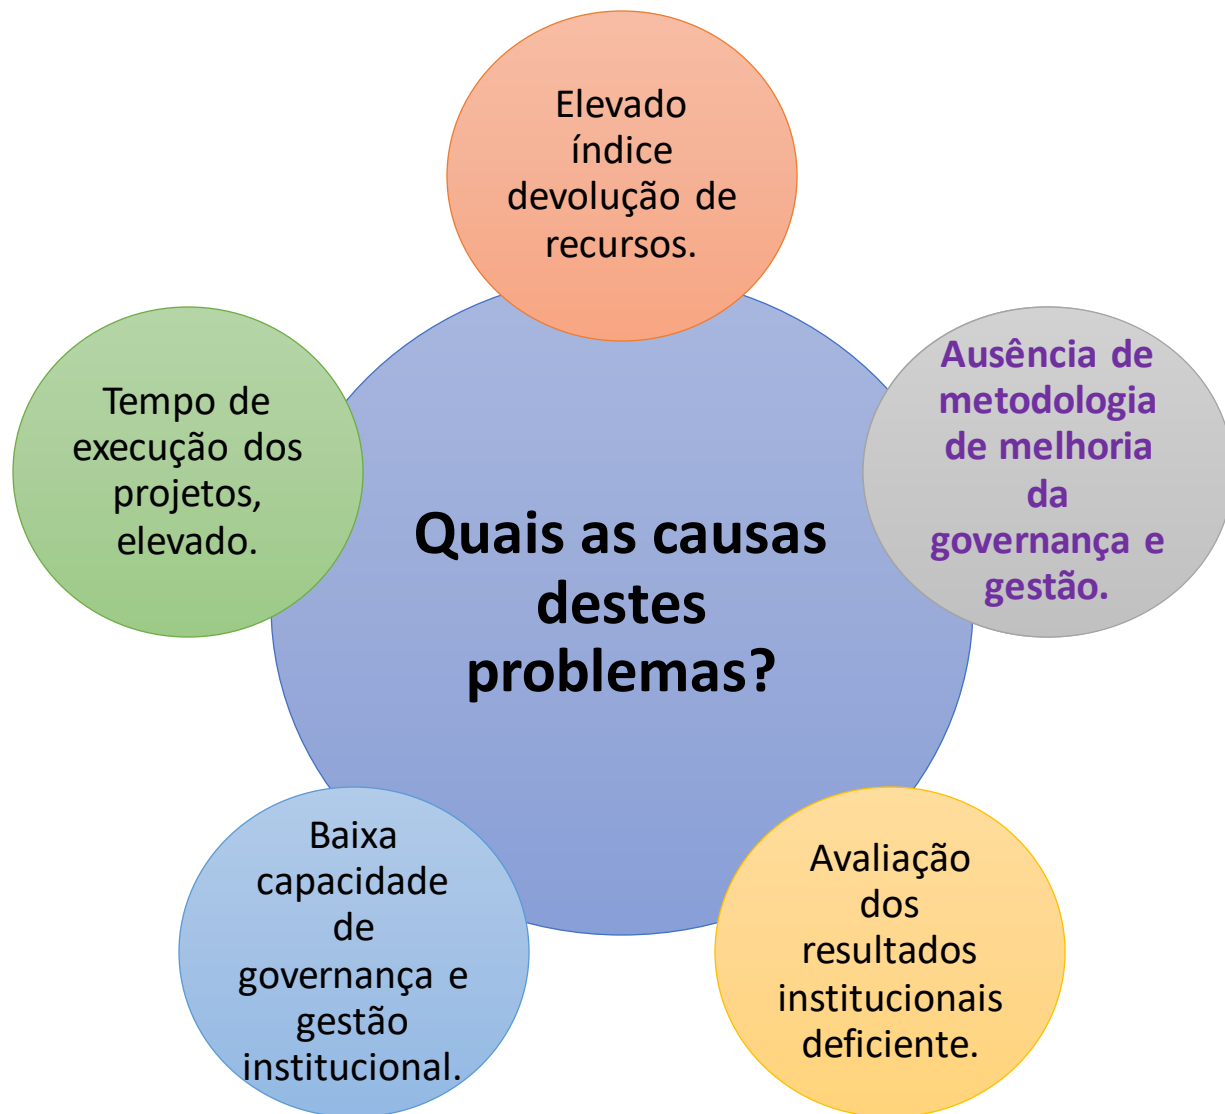 Elevado
índice
devolução de
recursos.
Ausência de
metodologia
de melhoria
da
governança e
gestão.
Tempo de
execução dos
projetos,
elevado.
Quais as causas
destes
problemas?
Baixa
capacidade
de
governança e
gestão
institucional.
Avaliação
dos
resultados
institucionais
deficiente.